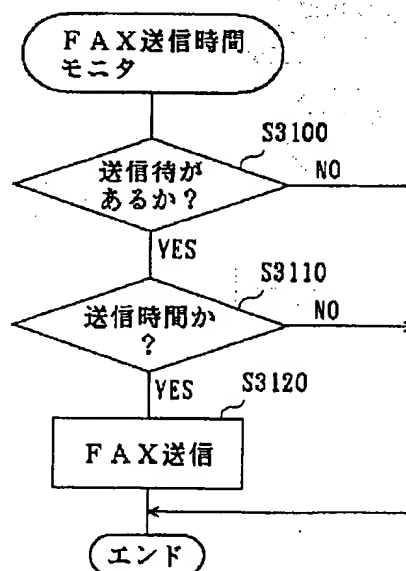 FAX送信時間
モニタ
S3100
送信待が
あるか?
NO
YES
S3110
送信時間か
?
NO
YES
S3120
FAX送信
エンド